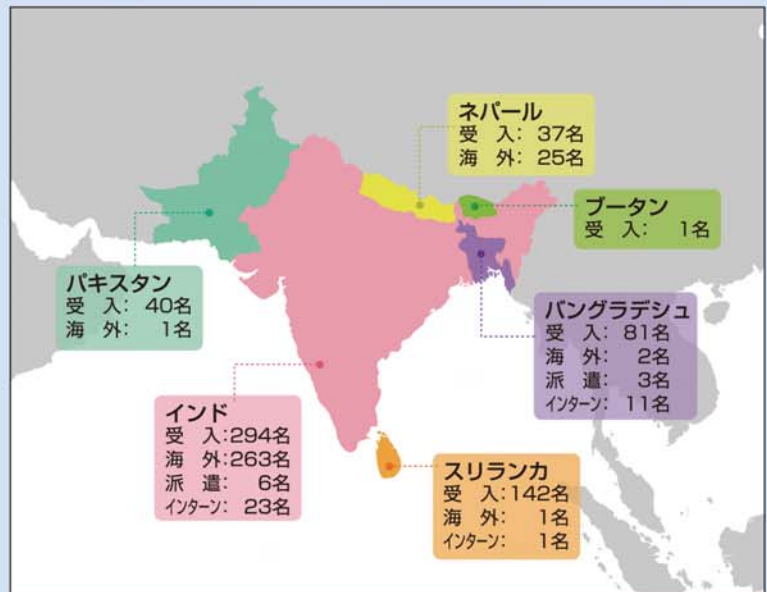 ネパール
受 入: 37名
海 外: 25名
ブータン
受 入: 1名
パキスタン
受 入: 40名
海 外: 1名
バングラデシュ
受 入: 81名
海 外: 2名
派 遣: 3名
インターン: 11名
インド
受 入:294名
海 外:263名
派 遣: 6名
インターン: 23名
スリランカ
受 入:142名
海 外: 1名
インターン: 1名